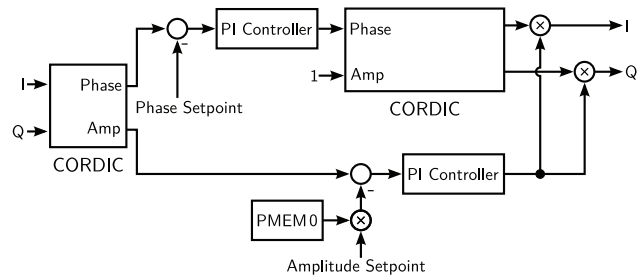 PI Controller
Phase
I
I
Phase
-
Phase Setpoint
1
Amp
Q
Q
Amp
CORDIC
CORDIC
PI Controller
-
PMEM0
Amplitude Setpoint